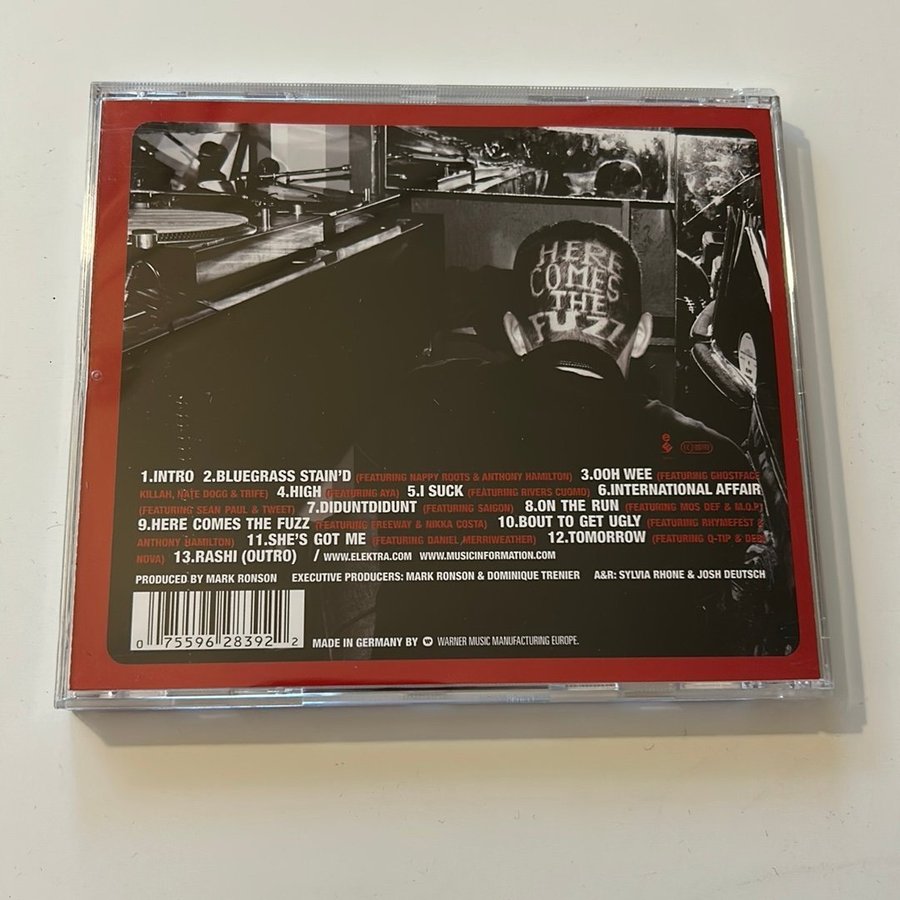 HERE
COMES
THE
FUZZ
1.INTRO 2.BLUEGRASS STAIN'D (FEATURING NAPPY ROOTS & ANTHONY HAMILTON) 3.OOH WEE (FEATURING GHOSTFACE
KILLAH, NATE DOGG & TRIFE) 4.HIGH (FEATURING AYA) 5.I SUCK (FEATURING RIVERS CUOMO) 6.INTERNATIONAL AFFAIR
(FEATURING SEAN PAUL & TWEET) 7.DIDUNTDIDUNT (FEATURING SAIGON) 8.ON THE RUN (FEATURING MOS DEF & M.O.P.)
9.HERE COMES THE FUZZ (FEATURING FREEWAY & NIKKA COSTA) 10.BOUT TO GET UGLY (FEATURING RHYMEFEST &
ANTHONY HAMILTON) 11.SHE'S GOT ME (FEATURING DANIEL MERRIWEATHER) 12.TOMORROW (FEATURING Q-TIP & DEBI
NOVA) 13.RASHI (OUTRO) / WWW.ELEKTRA.COM WWW.MUSICINFORMATION.COM
PRODUCED BY MARK RONSON EXECUTIVE PRODUCERS: MARK RONSON & DOMINIQUE TRENIER A&R: SYLVIA RHONE & JOSH DEUTSCH
0 75596 28392 2
MADE IN GERMANY BY WARNER MUSIC MANUFACTURING EUROPE.